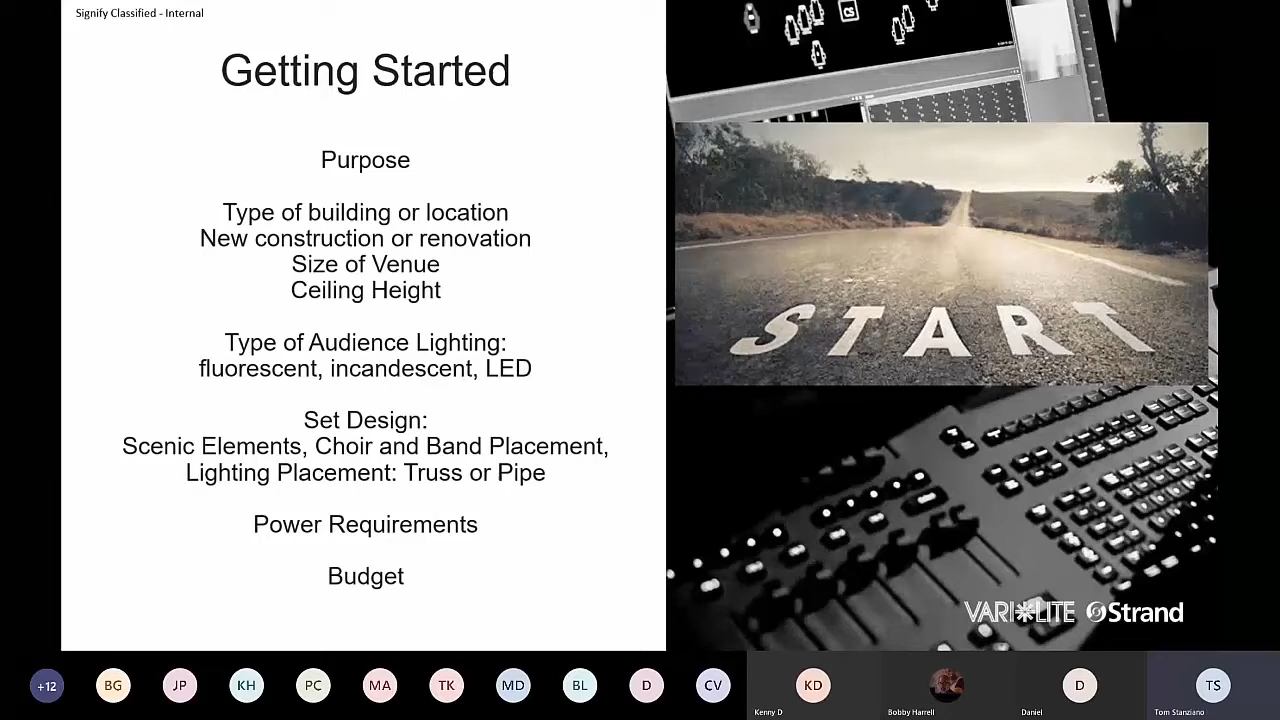 Signify Classified - Internal
Getting Started
Purpose
Type of building or location
New construction or renovation
Size of Venue
Ceiling Height
Type of Audience Lighting:
fluorescent, incandescent, LED
Set Design:
Scenic Elements, Choir and Band Placement,
Lighting Placement: Truss or Pipe
Power Requirements
Budget
CS
START
VARI LITE Strand
+12 BG JP KH PC MA TK MD BL D CV KD D TS
Kenny D Bobby Harrell Daniel Tom Stanziano